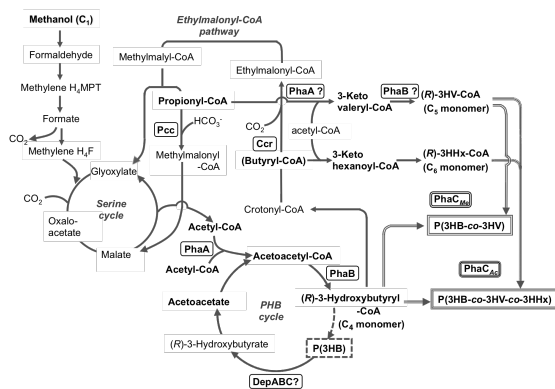 Methanol (C1)
Formaldehyde
Methylene H4MPT
Formate
CO2
Methylene H4F
Glyoxylate
CO2
Serine
cycle
Oxalo-
acetate
Malate
Ethylmalonyl-CoA
pathway
Methylmalyl-CoA
Ethylmalonyl-CoA
Propionyl-CoA
Pcc
HCO3-
Methylmalonyl
-CoA
CO2
Ccr
(Butyryl-CoA)
Crotonyl-CoA
PhaA ?
3-Keto
valeryl-CoA
PhaB ?
(R)-3HV-CoA
(C5 monomer)
acetyl-CoA
3-Keto
hexanoyl-CoA
(R)-3HHx-CoA
(C6 monomer)
Acetyl-CoA
PhaA
Acetyl-CoA
Acetoacetyl-CoA
PhaB
PhaCMe
P(3HB-co-3HV)
PhaCAc
P(3HB-co-3HV-co-3HHx)
Acetoacetate
PHB
cycle
(R)-3-Hydroxybutyryl
-CoA
(C4 monomer)
(R)-3-Hydroxybutyrate
P(3HB)
DepABC?